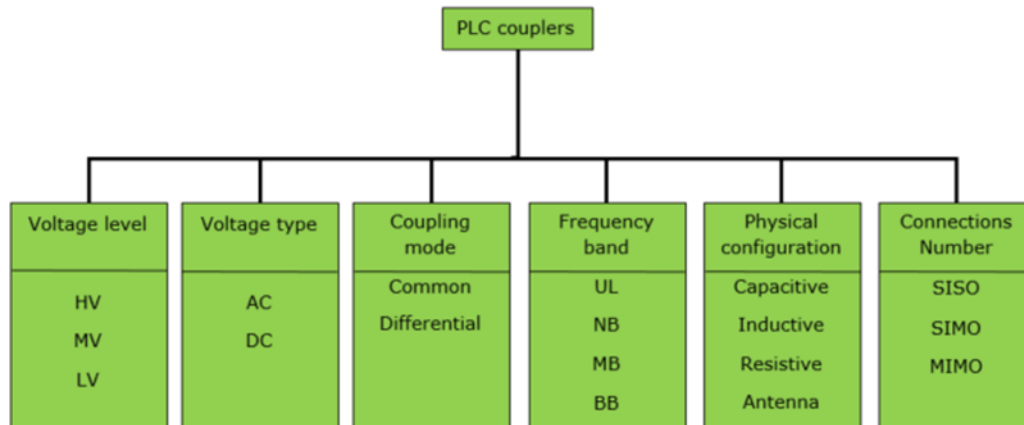 PLC couplers
Voltage level
HV
MV
LV
Voltage type
AC
DC
Coupling
mode
Common
Differential
Frequency
band
UL
NB
MB
BB
Physical
configuration
Capacitive
Inductive
Resistive
Antenna
Connections
Number
SISO
SIMO
MIMO